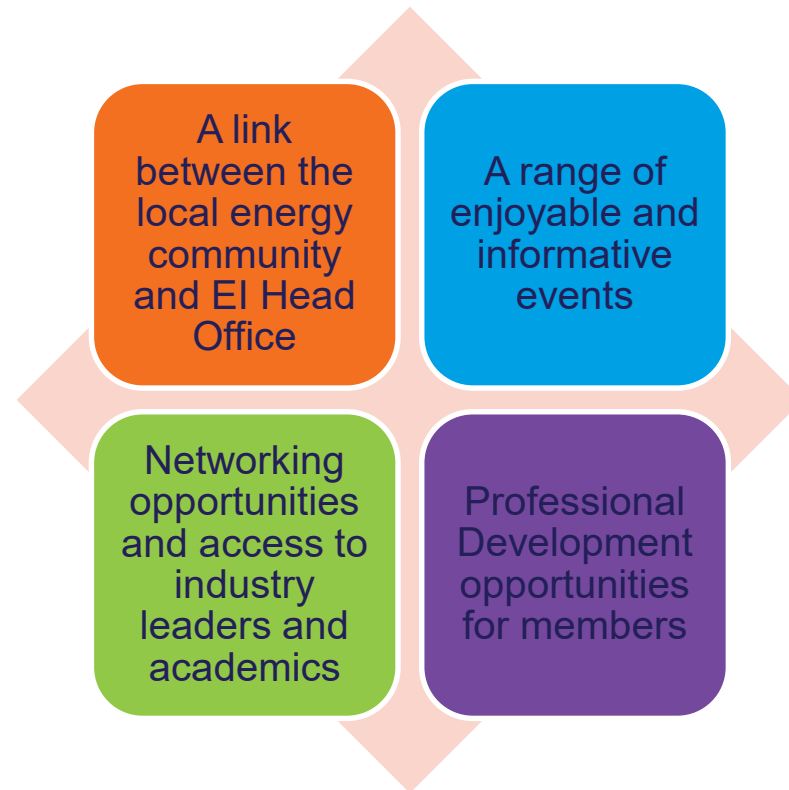 A link
between the
local energy
community
and EI Head
Office
A range of
enjoyable and
informative
events
Networking
opportunities
and access to
industry
leaders and
academics
Professional
Development
opportunities
for members